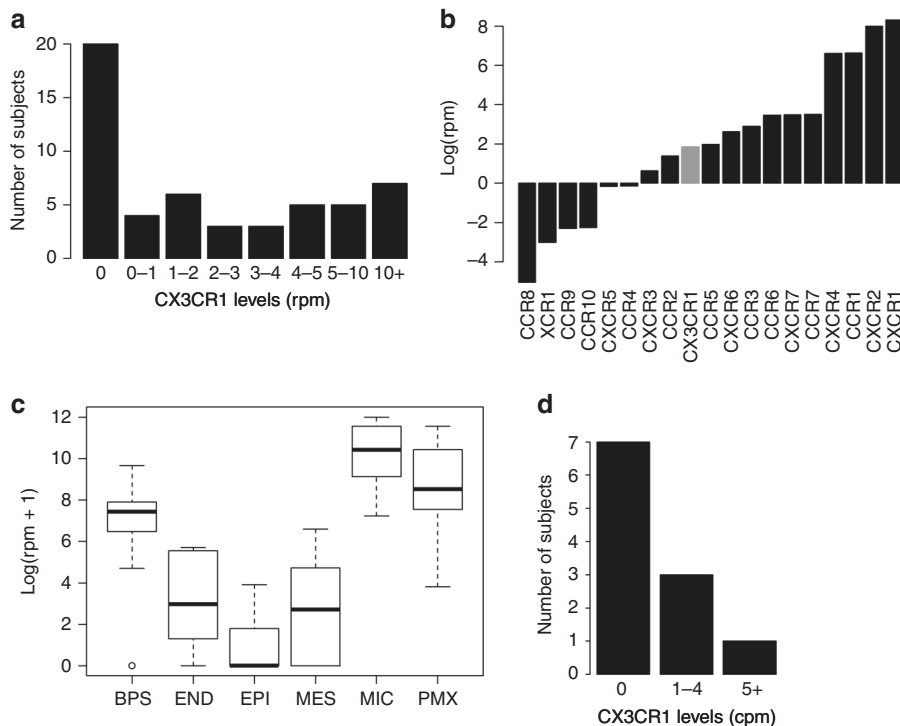 a
Number of subjects
20
15
10
5
0
0 0–1 1–2 2–3 3–4 4–5 5–10 10+
CX3CR1 levels (rpm)
b
Log(rpm)
8
6
4
2
0
–2
–4
CCR8
XCR1
CCR9
CCR10
CXCR5
CCR4
CXCR3
CCR2
CX3CR1
CCR5
CXCR6
CCR3
CCR6
CXCR7
CCR7
CXCR4
CCR1
CXCR2
CXCR1
c
Log(rpm + 1)
12
10
8
6
4
2
0
BPS END EPI MES MIC PMX
d
Number of subjects
7
6
5
4
3
2
1
0
0 1–4 5+
CX3CR1 levels (cpm)